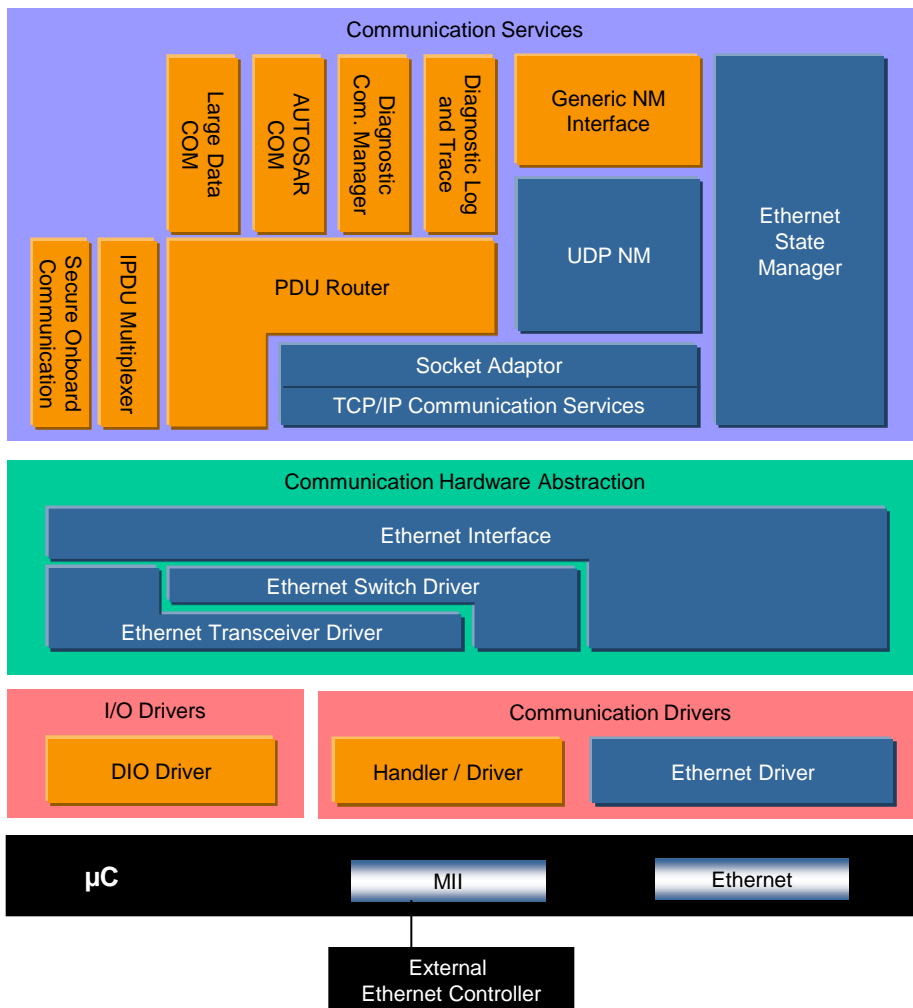 Communication Services
Large Data
COM
AUTOSAR
COM
Diagnostic
Com. Manager
Diagnostic Log
and Trace
Generic NM
Interface
Ethernet
State
Manager
UDP NM
Secure Onboard
Communication
IPDU Multiplexer
PDU Router
Socket Adaptor
TCP/IP Communication Services
Communication Hardware Abstraction
Ethernet Interface
Ethernet Switch Driver
Ethernet Transceiver Driver
I/O Drivers
Communication Drivers
DIO Driver
Handler / Driver
Ethernet Driver
µC
MII
Ethernet
External
Ethernet Controller